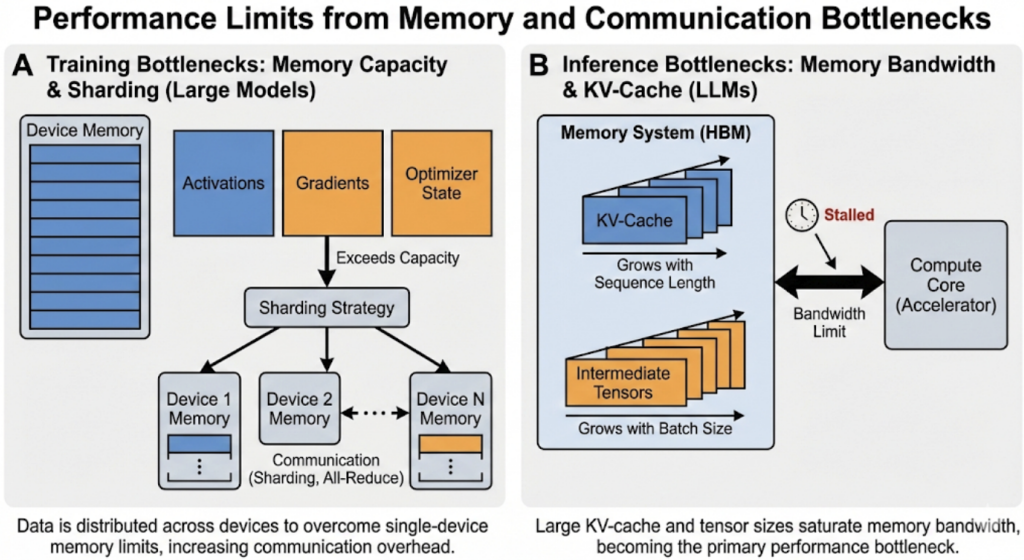 Performance Limits from Memory and Communication Bottlenecks
A Training Bottlenecks: Memory Capacity
& Sharding (Large Models)
Device Memory
Activations
Gradients
Optimizer
State
Exceeds Capacity
Sharding Strategy
Device 1
Memory
Device 2
Memory
Device N
Memory
Communication
(Sharding, All-Reduce)
Data is distributed across devices to overcome single-device
memory limits, increasing communication overhead.
B Inference Bottlenecks: Memory Bandwidth
& KV-Cache (LLMs)
Memory System (HBM)
KV-Cache
Grows with
Sequence Length
Intermediate
Tensors
Grows with Batch Size
Stalled
Bandwidth
Limit
Compute
Core
(Accelerator)
Large KV-cache and tensor sizes saturate memory bandwidth,
becoming the primary performance bottleneck.